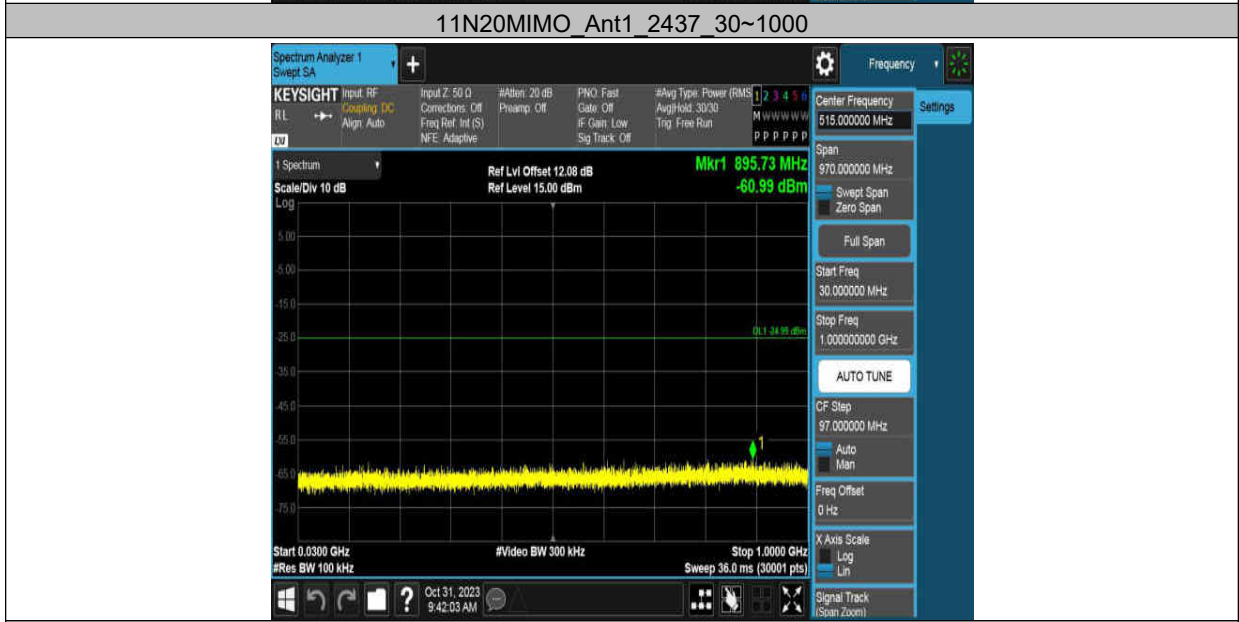 11N20MIMO_Ant1_2437_30~1000
Spectrum Analyzer 1
Swept SA
Frequency
KEYSIGHT
RL
Input: RF
Coupling: DC
Align: Auto
Input Z: 50 Ω
Corrections: Off
Freq Ref: Int (S)
NFE: Adaptive
#Atten: 20 dB
Preamp: Off
PNO: Fast
Gate: Off
IF Gain: Low
Sig Track: Off
#Avg Type: Power (RMS
Avg|Hold: 30/30
Trig: Free Run
1 2 3 4 5 6
M W W W W W
P P P P P P
1 Spectrum
Scale/Div 10 dB
Log
Ref Lvl Offset 12.08 dB
Ref Level 15.00 dBm
Mkr1 895.73 MHz
-60.99 dBm
5.00
-5.00
-15.0
-25.0
-35.0
-45.0
-55.0
-65.0
-75.0
DL1 -24.99 dBm
1
Start 0.0300 GHz
#Res BW 100 kHz
#Video BW 300 kHz
Stop 1.0000 GHz
Sweep 36.0 ms (30001 pts)
Oct 31, 2023
9:42:03 AM
Center Frequency
515.000000 MHz
Span
970.000000 MHz
Swept Span
Zero Span
Full Span
Start Freq
30.000000 MHz
Stop Freq
1.000000000 GHz
AUTO TUNE
CF Step
97.000000 MHz
Auto
Man
Freq Offset
0 Hz
X Axis Scale
Log
Lin
Signal Track
(Span Zoom)
Settings